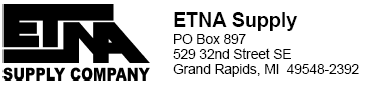 ETNA
SUPPLY COMPANY
ETNA Supply
PO Box 897
529 32nd Street SE
Grand Rapids, MI  49548-2392